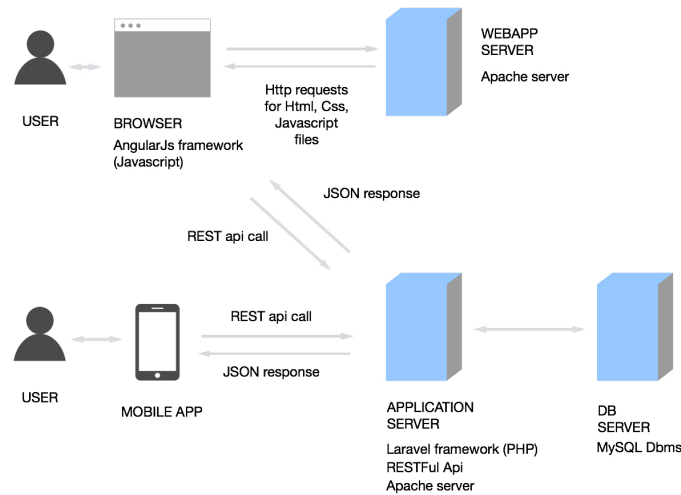 WEBAPP
SERVER
Apache server
USER
BROWSER
AngularJs framework
(Javascript)
Http requests
for Html, Css,
Javascript
files
JSON response
REST api call
REST api call
JSON response
USER
MOBILE APP
APPLICATION
SERVER
Laravel framework (PHP)
RESTFul Api
Apache server
DB
SERVER
MySQL Dbms